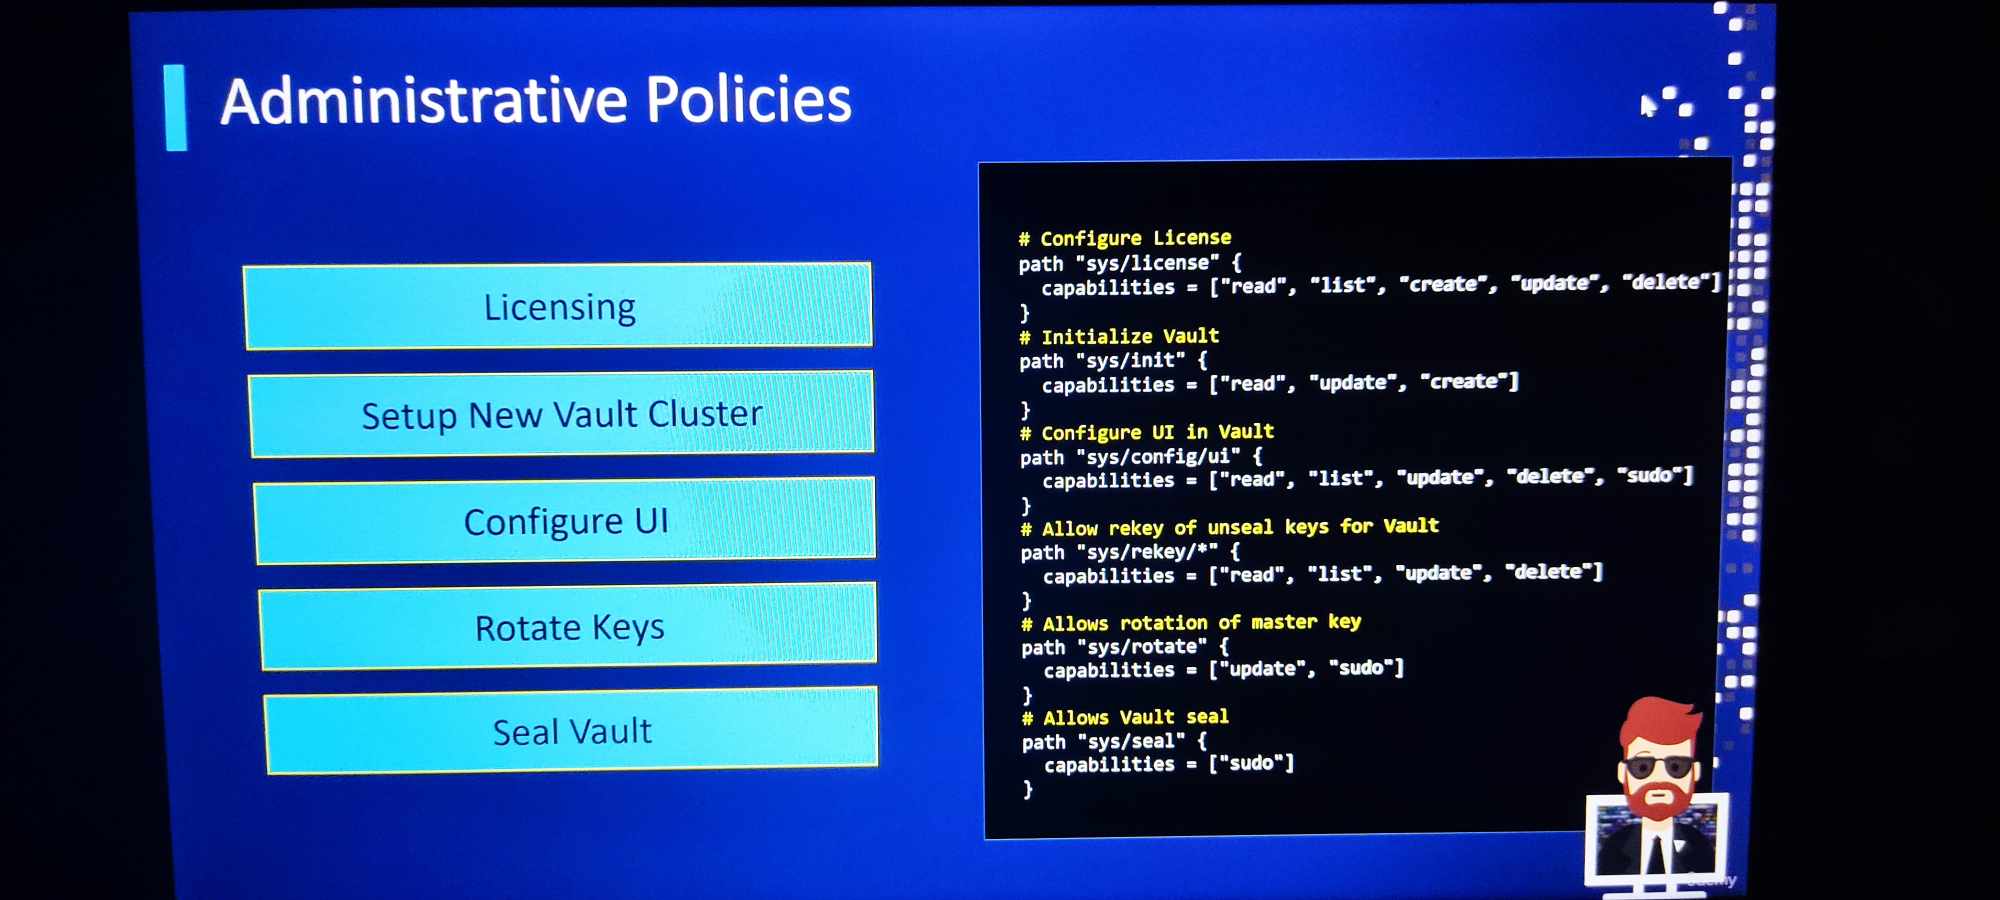 Administrative Policies
Licensing
Setup New Vault Cluster
Configure UI
Rotate Keys
Seal Vault
# Configure License
path "sys/license" {
  capabilities = ["read", "list", "create", "update", "delete"]
}
# Initialize Vault
path "sys/init" {
  capabilities = ["read", "update", "create"]
}
# Configure UI in Vault
path "sys/config/ui" {
  capabilities = ["read", "list", "update", "delete", "sudo"]
}
# Allow rekey of unseal keys for Vault
path "sys/rekey/*" {
  capabilities = ["read", "list", "update", "delete"]
}
# Allows rotation of master key
path "sys/rotate" {
  capabilities = ["update", "sudo"]
}
# Allows Vault seal
path "sys/seal" {
  capabilities = ["sudo"]
}